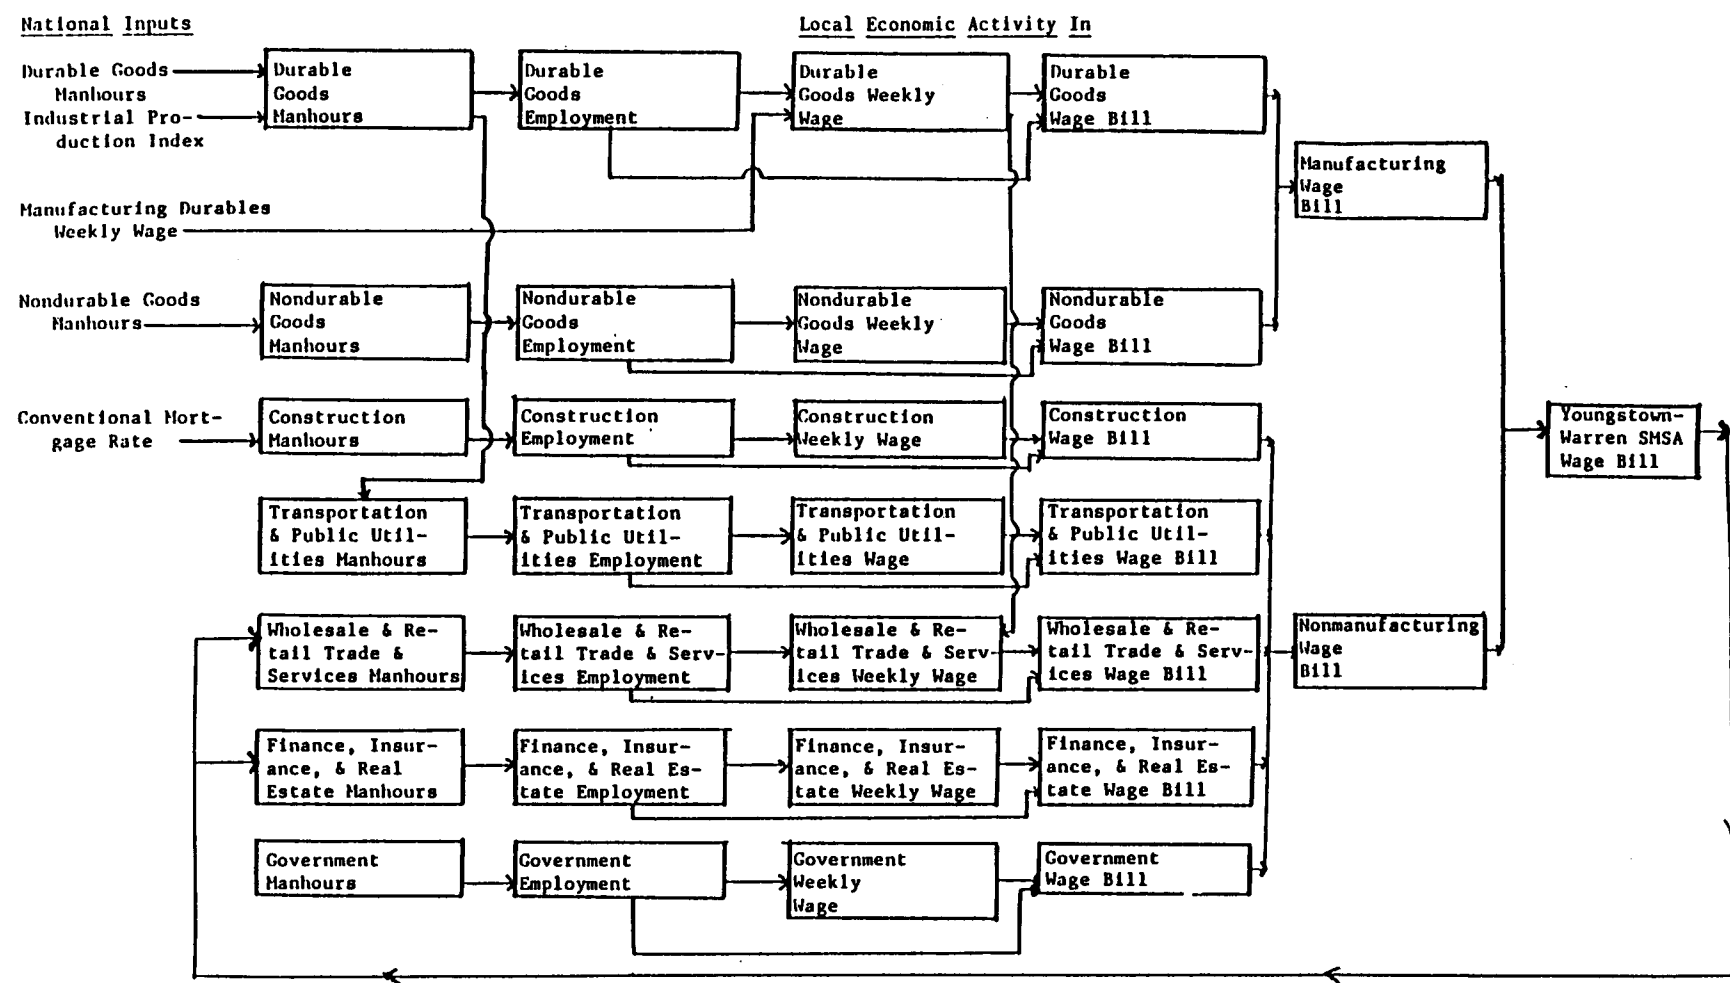 National Inputs
Local Economic Activity In
Durable Goods
Manhours
Industrial Pro-
duction Index
Durable
Goods
Manhours
Durable
Goods
Employment
Durable
Goods Weekly
Wage
Durable
Goods
Wage Bill
Manufacturing
Wage
Bill
Manufacturing Durables
Weekly Wage
Nondurable Goods
Manhours
Nondurable
Goods
Manhours
Nondurable
Goods
Employment
Nondurable
Goods Weekly
Wage
Nondurable
Goods
Wage Bill
Conventional Mort-
gage Rate
Construction
Manhours
Construction
Employment
Construction
Weekly Wage
Construction
Wage Bill
Youngstown-
Warren SMSA
Wage Bill
Transportation
& Public Util-
ities Manhours
Transportation
& Public Util-
ities Employment
Transportation
& Public Util-
ities Wage
Transportation
& Public Util-
ities Wage Bill
Wholesale & Re-
tail Trade &
Services Manhours
Wholesale & Re-
tail Trade & Serv-
ices Employment
Wholesale & Re-
tail Trade & Serv-
ices Weekly Wage
Wholesale & Re-
tail Trade & Serv-
ices Wage Bill
Nonmanufacturing
Wage
Bill
Finance, Insur-
ance, & Real
Estate Manhours
Finance, Insur-
ance, & Real Es-
tate Employment
Finance, Insur-
ance, & Real Es-
tate Weekly Wage
Finance, Insur-
ance, & Real Es-
tate Wage Bill
Government
Manhours
Government
Employment
Government
Weekly
Wage
Government
Wage Bill